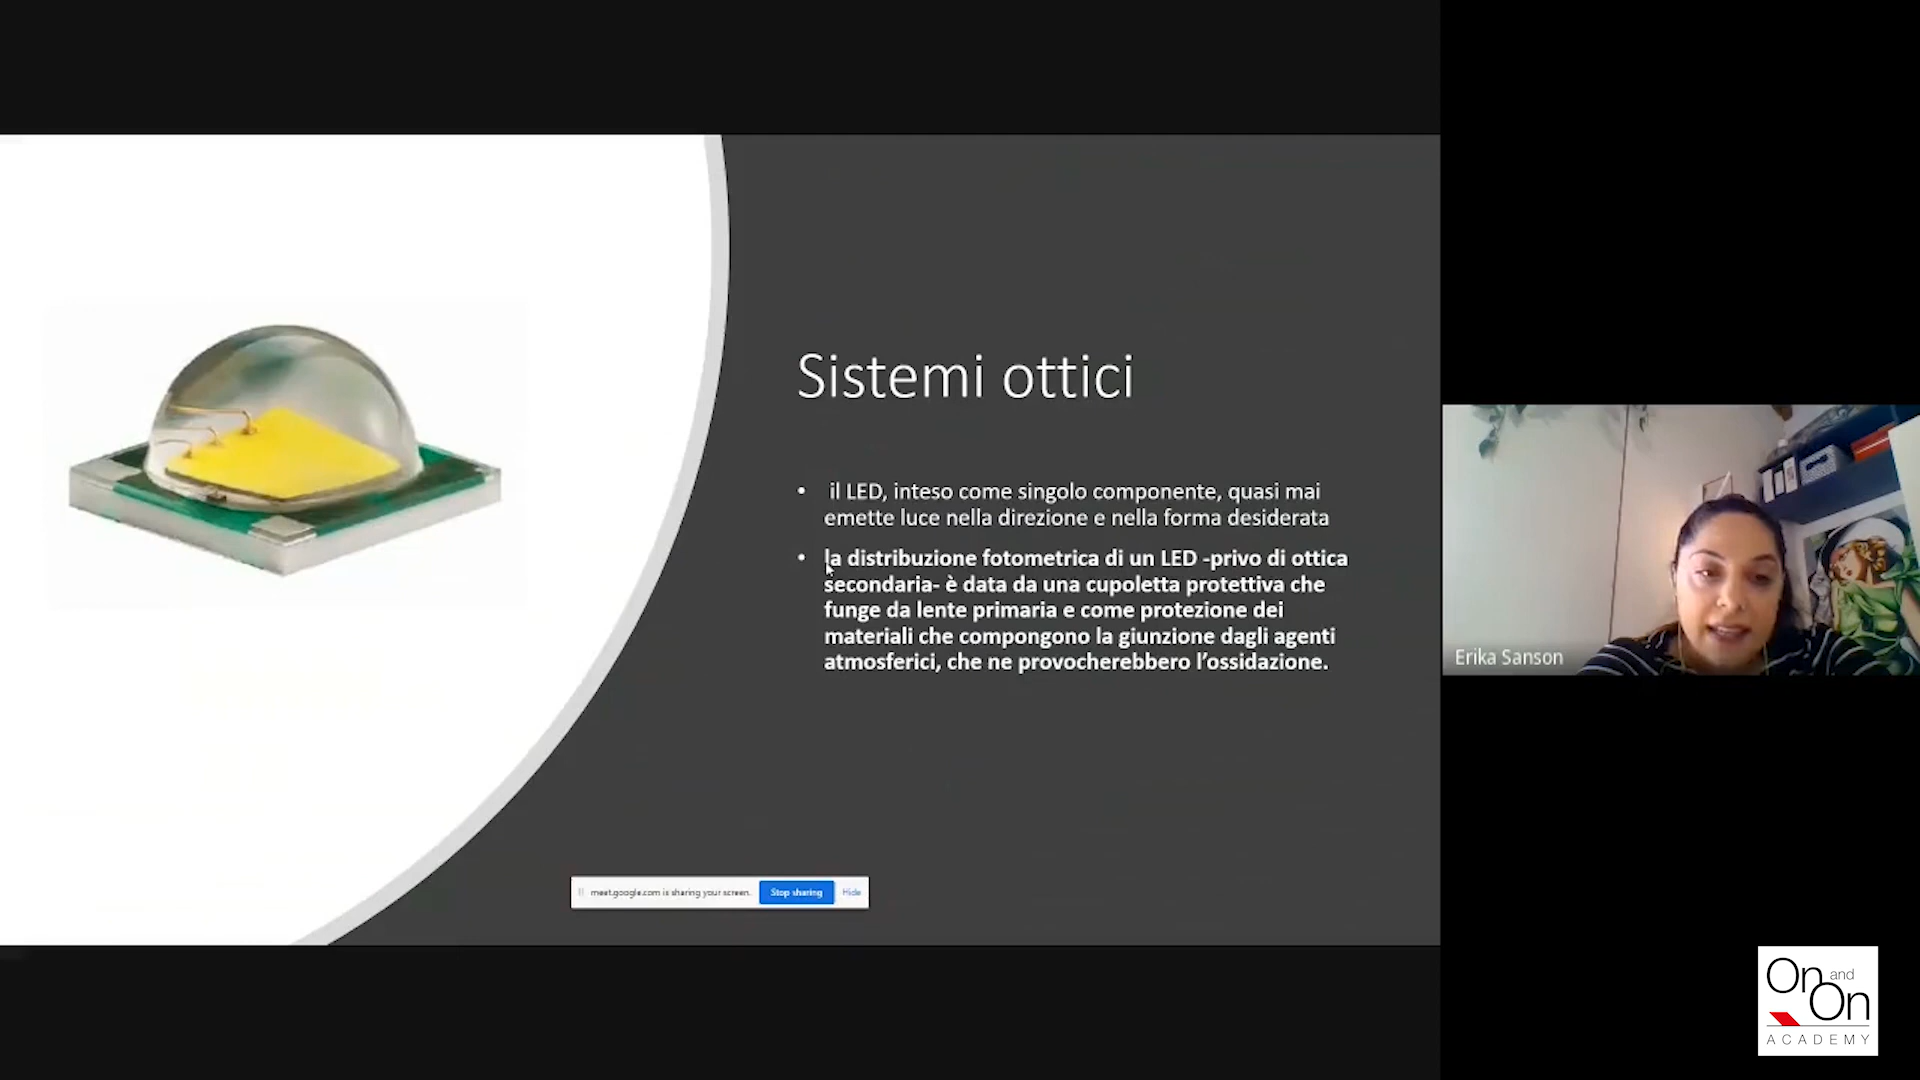 Sistemi ottici
• il LED, inteso come singolo componente, quasi mai
emette luce nella direzione e nella forma desiderata
• la distribuzione fotometrica di un LED -privo di ottica
secondaria- è data da una cupoletta protettiva che
funge da lente primaria e come protezione dei
materiali che compongono la giunzione dagli agenti
atmosferici, che ne provocherebbero l’ossidazione.
meet.google.com is sharing your screen. Stop sharing Hide
Erika Sanson
On and
On
ACADEMY